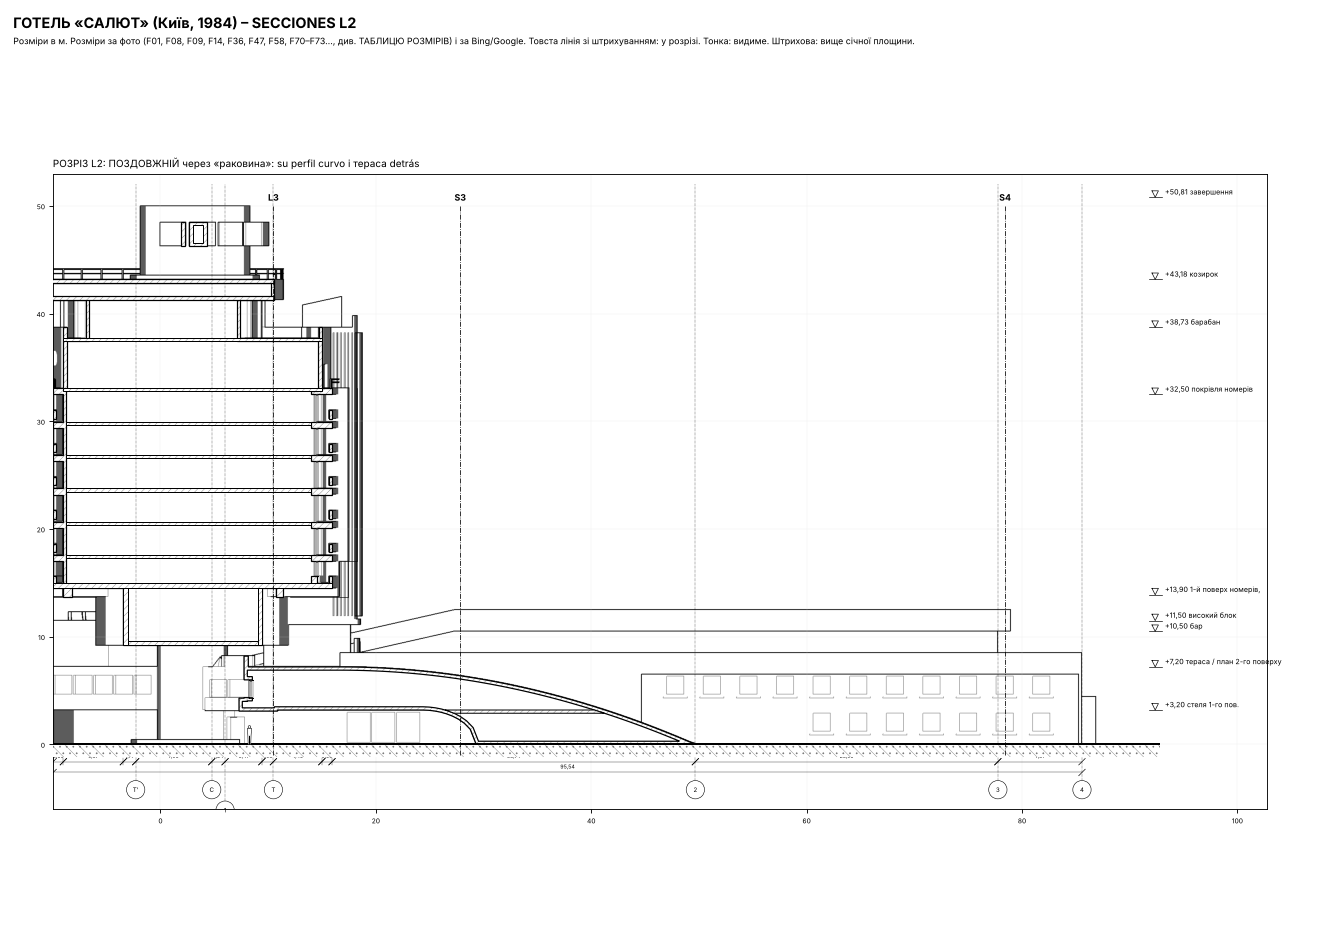 ГОТЕЛЬ «САЛЮТ» (Київ, 1984) – SECCIONES L2
Розміри в м. Розміри за фото (F01, F08, F09, F14, F36, F47, F58, F70–F73..., див. ТАБЛИЦЮ РОЗМІРІВ) і за Bing/Google. Товста лінія зі штрихуванням: у розрізі. Тонка: видиме. Штрихова: вище січної площини.
РОЗРІЗ L2: ПОЗДОВЖНІЙ через «раковина»: su perfil curvo і тераса detrás
L3 S3 S4
+50,81 завершення
50
+43,18 козирок
40
+38,73 барабан
+32,50 покрівля номерів
30
20
+13,90 1-й поверх номерів,
+11,50 високий блок
+10,50 бар
10
+7,20 тераса / план 2-го поверху
+3,20 стеля 1-го пов.
0
95,54
T' C T 2 3 4
0 20 40 60 80 100